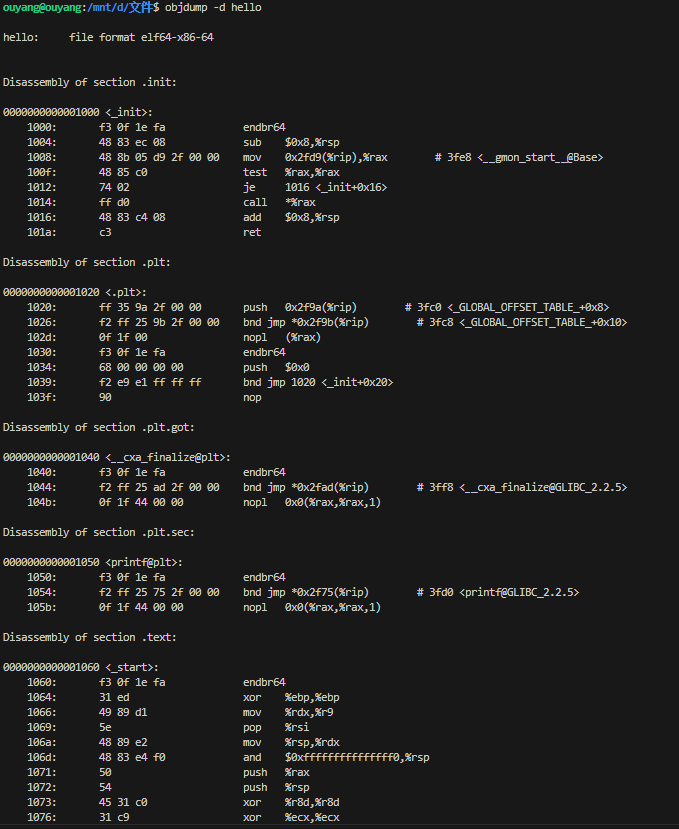 ouyang@ouyang:/mnt/d/文件$ objdump -d hello
hello:     file format elf64-x86-64
Disassembly of section .init:
0000000000001000 <_init>:
    1000:       f3 0f 1e fa             endbr64
    1004:       48 83 ec 08             sub    $0x8,%rsp
    1008:       48 8b 05 d9 2f 00 00    mov    0x2fd9(%rip),%rax        # 3fe8 <__gmon_start__@Base>
    100f:       48 85 c0                test   %rax,%rax
    1012:       74 02                   je     1016 <_init+0x16>
    1014:       ff d0                   call   *%rax
    1016:       48 83 c4 08             add    $0x8,%rsp
    101a:       c3                      ret
Disassembly of section .plt:
0000000000001020 <.plt>:
    1020:       ff 35 9a 2f 00 00       push   0x2f9a(%rip)        # 3fc0 <_GLOBAL_OFFSET_TABLE_+0x8>
    1026:       f2 ff 25 9b 2f 00 00    bnd jmp *0x2f9b(%rip)        # 3fc8 <_GLOBAL_OFFSET_TABLE_+0x10>
    102d:       0f 1f 00                nopl   (%rax)
    1030:       f3 0f 1e fa             endbr64
    1034:       68 00 00 00 00          push   $0x0
    1039:       f2 e9 e1 ff ff ff       bnd jmp 1020 <_init+0x20>
    103f:       90                      nop
Disassembly of section .plt.got:
0000000000001040 <__cxa_finalize@plt>:
    1040:       f3 0f 1e fa             endbr64
    1044:       f2 ff 25 ad 2f 00 00    bnd jmp *0x2fad(%rip)        # 3ff8 <__cxa_finalize@GLIBC_2.2.5>
    104b:       0f 1f 44 00 00          nopl   0x0(%rax,%rax,1)
Disassembly of section .plt.sec:
0000000000001050 <printf@plt>:
    1050:       f3 0f 1e fa             endbr64
    1054:       f2 ff 25 75 2f 00 00    bnd jmp *0x2f75(%rip)        # 3fd0 <printf@GLIBC_2.2.5>
    105b:       0f 1f 44 00 00          nopl   0x0(%rax,%rax,1)
Disassembly of section .text:
0000000000001060 <_start>:
    1060:       f3 0f 1e fa             endbr64
    1064:       31 ed                   xor    %ebp,%ebp
    1066:       49 89 d1                mov    %rdx,%r9
    1069:       5e                      pop    %rsi
    106a:       48 89 e2                mov    %rsp,%rdx
    106d:       48 83 e4 f0             and    $0xfffffffffffffff0,%rsp
    1071:       50                      push   %rax
    1072:       54                      push   %rsp
    1073:       45 31 c0                xor    %r8d,%r8d
    1076:       31 c9                   xor    %ecx,%ecx